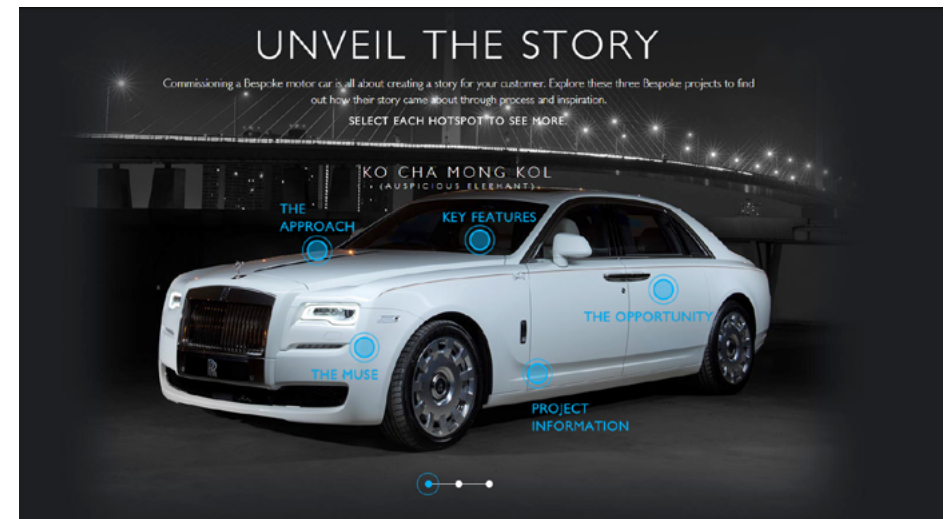 UNVEIL THE STORY
Commissioning a Bespoke motor car is all about creating a story for your customer. Explore these three Bespoke projects to find
out how their story came about through process and inspiration.
SELECT EACH HOTSPOT TO SEE MORE.
KO CHA MONG KOL
(AUSPICIOUS ELEPHANT)
THE
APPROACH
KEY FEATURES
THE OPPORTUNITY
THE MUSE
PROJECT
INFORMATION